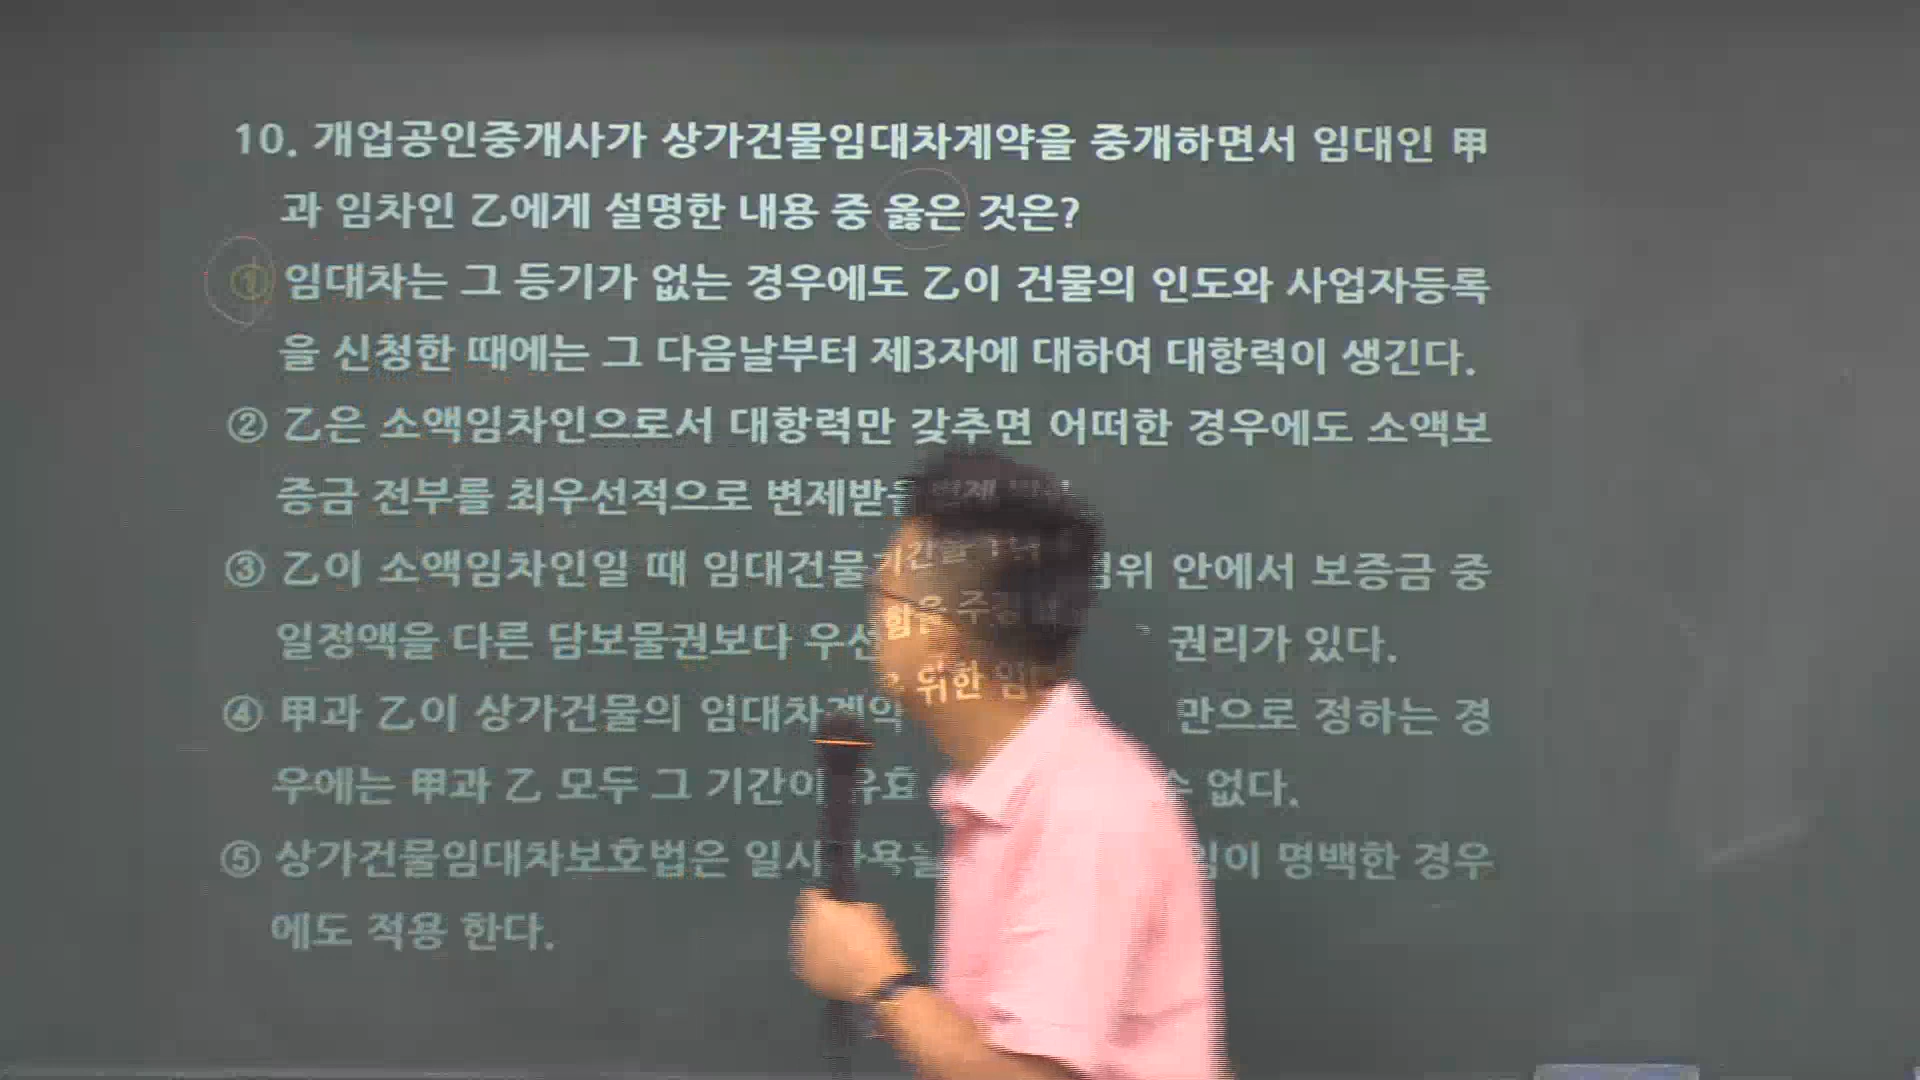 10. 개업공인중개사가 상가건물임대차계약을 중개하면서 임대인 甲
과 임차인 乙에게 설명한 내용 중 옳은 것은?
① 임대차는 그 등기가 없는 경우에도 乙이 건물의 인도와 사업자등록
을 신청한 때에는 그 다음날부터 제3자에 대하여 대항력이 생긴다.
② 乙은 소액임차인으로서 대항력만 갖추면 어떠한 경우에도 소액보
증금 전부를 최우선적으로 변제받
③ 乙이 소액임차인일 때 임대건물 위 안에서 보증금 중
일정액을 다른 담보물권보다 우선 권리가 있다.
④ 甲과 乙이 상가건물의 임대차계약 만으로 정하는 경
우에는 甲과 乙 모두 그 기간이 유효 수 없다.
⑤ 상가건물임대차보호법은 일시 임이 명백한 경우
에도 적용 한다.